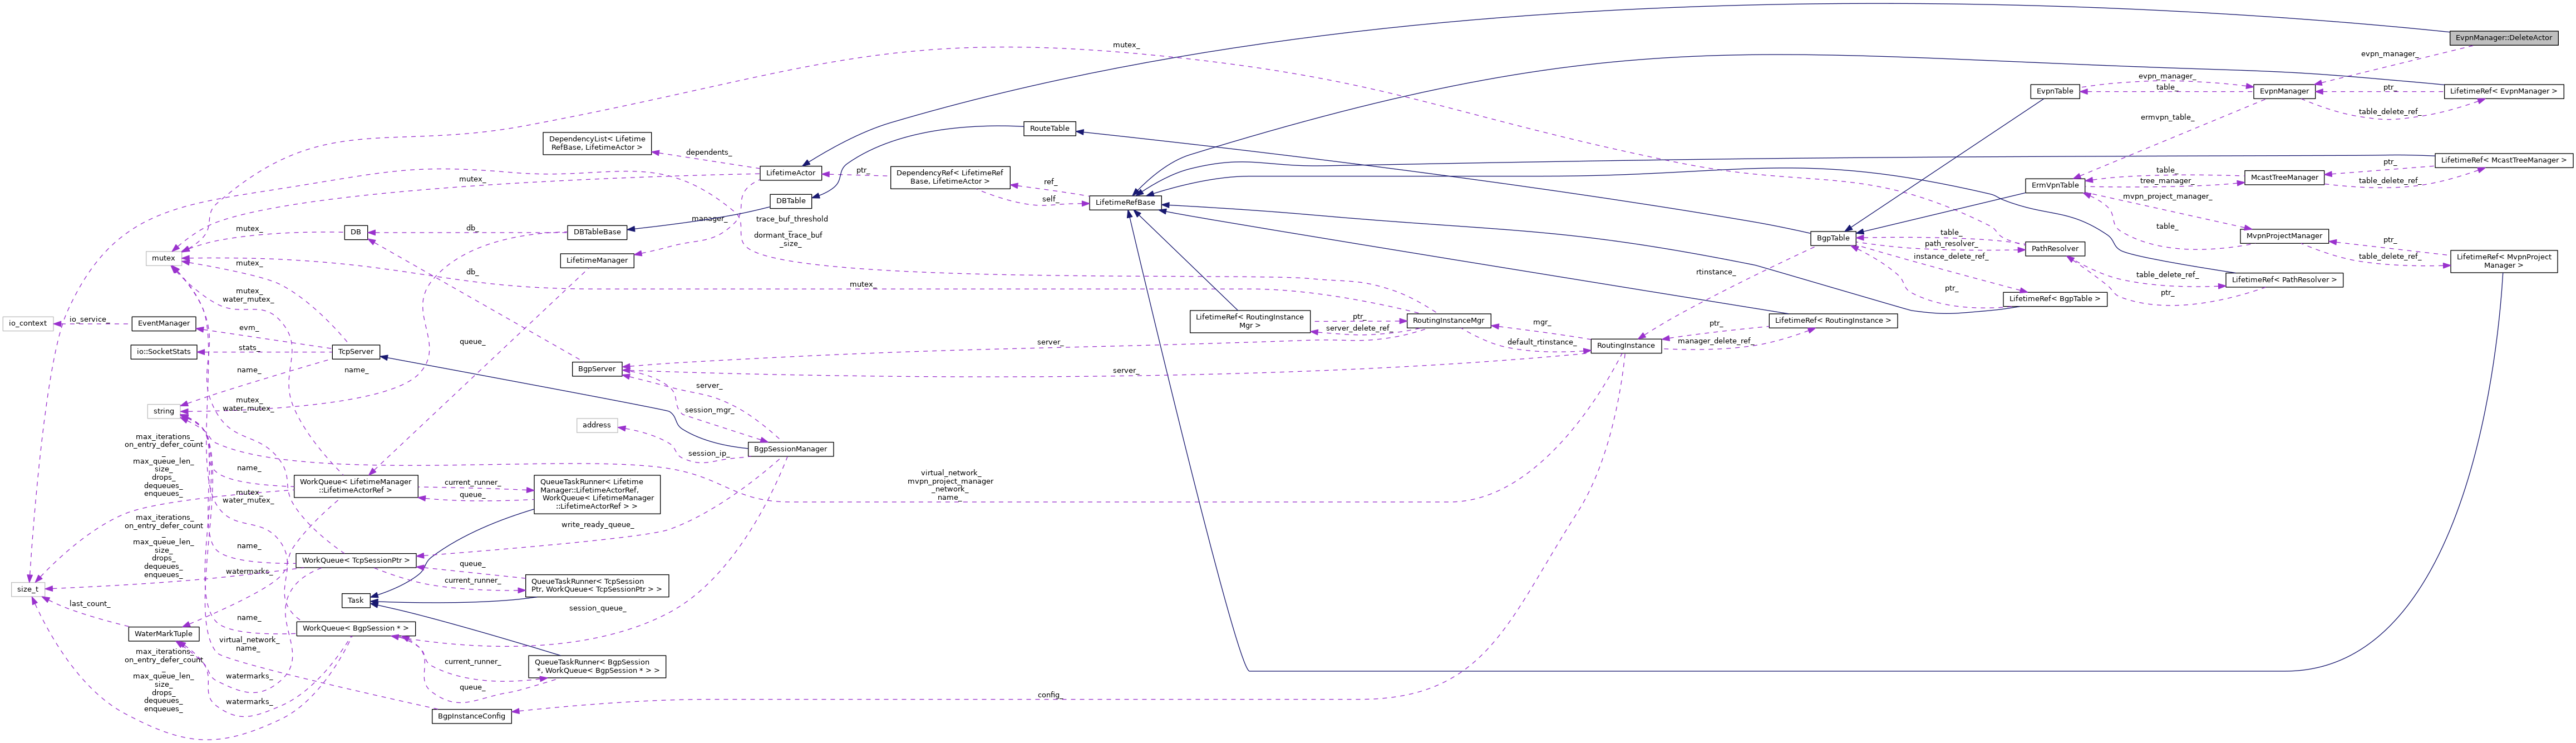 mutex_
EvpnManager::DeleteActor
evpn_manager_
evpn_manager_
table_
EvpnTable
EvpnManager
ptr_
LifetimeRef< EvpnManager >
table_delete_ref_
ermvpn_table_
RouteTable
DependencyList< Lifetime
RefBase, LifetimeActor >
dependents_
LifetimeActor
ptr_
DependencyRef< LifetimeRef
Base, LifetimeActor >
ref_
self_
LifetimeRefBase
mutex_
LifetimeRef< McastTreeManager >
ptr_
table_delete_ref_
McastTreeManager
table_
tree_manager_
ErmVpnTable
mvpn_project_manager_
table_
MvpnProjectManager
ptr_
table_delete_ref_
LifetimeRef< MvpnProject
Manager >
DBTable
manager_
trace_buf_threshold
_
dormant_trace_buf
_size_
mutex_
DB
db_
DBTableBase
BgpTable
table_
path_resolver_
instance_delete_ref_
PathResolver
table_delete_ref_
ptr_
LifetimeRef< PathResolver >
ptr_
LifetimeRef< BgpTable >
mutex
mutex_
LifetimeManager
db_
mutex_
rtinstance_
mutex_
water_mutex_
io_context
io_service_
EventManager
evm_
LifetimeRef< RoutingInstance
Mgr >
ptr_
server_delete_ref_
RoutingInstanceMgr
mgr_
default_rtinstance_
RoutingInstance
ptr_
manager_delete_ref_
LifetimeRef< RoutingInstance >
io::SocketStats
stats_
TcpServer
queue_
server_
name_
name_
BgpServer
server_
server_
session_mgr_
string
mutex_
water_mutex_
address
session_ip_
BgpSessionManager
max_iterations_
on_entry_defer_count
_
max_queue_len_
size_
drops_
dequeues_
enqueues_
name_
WorkQueue< LifetimeManager
::LifetimeActorRef >
current_runner_
queue_
QueueTaskRunner< Lifetime
Manager::LifetimeActorRef,
WorkQueue< LifetimeManager
::LifetimeActorRef > >
virtual_network_
mvpn_project_manager
_network_
name_
mutex_
water_mutex_
write_ready_queue_
max_iterations_
on_entry_defer_count
_
max_queue_len_
size_
drops_
dequeues_
enqueues_
name_
WorkQueue< TcpSessionPtr >
queue_
current_runner_
QueueTaskRunner< TcpSession
Ptr, WorkQueue< TcpSessionPtr > >
watermarks_
size_t
last_count_
Task
session_queue_
name_
WaterMarkTuple
WorkQueue< BgpSession * >
virtual_network_
name_
max_iterations_
on_entry_defer_count
_
max_queue_len_
size_
drops_
dequeues_
enqueues_
current_runner_
queue_
QueueTaskRunner< BgpSession
*, WorkQueue< BgpSession * > >
watermarks_
watermarks_
config_
BgpInstanceConfig